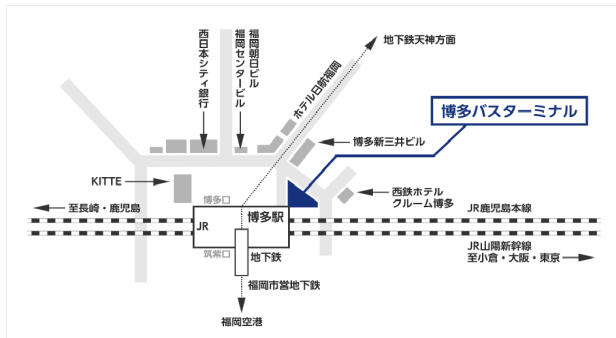 地下鉄天神方面
西日本シティ銀行
福岡朝日ビル
福岡センタービル
ホテル日航福岡
博多バスターミナル
博多新三井ビル
KITTE
西鉄ホテル
クルーム博多
博多口
至長崎・鹿児島
JR
博多駅
JR鹿児島本線
筑紫口
地下鉄
JR山陽新幹線
至小倉・大阪・東京
福岡市営地下鉄
福岡空港